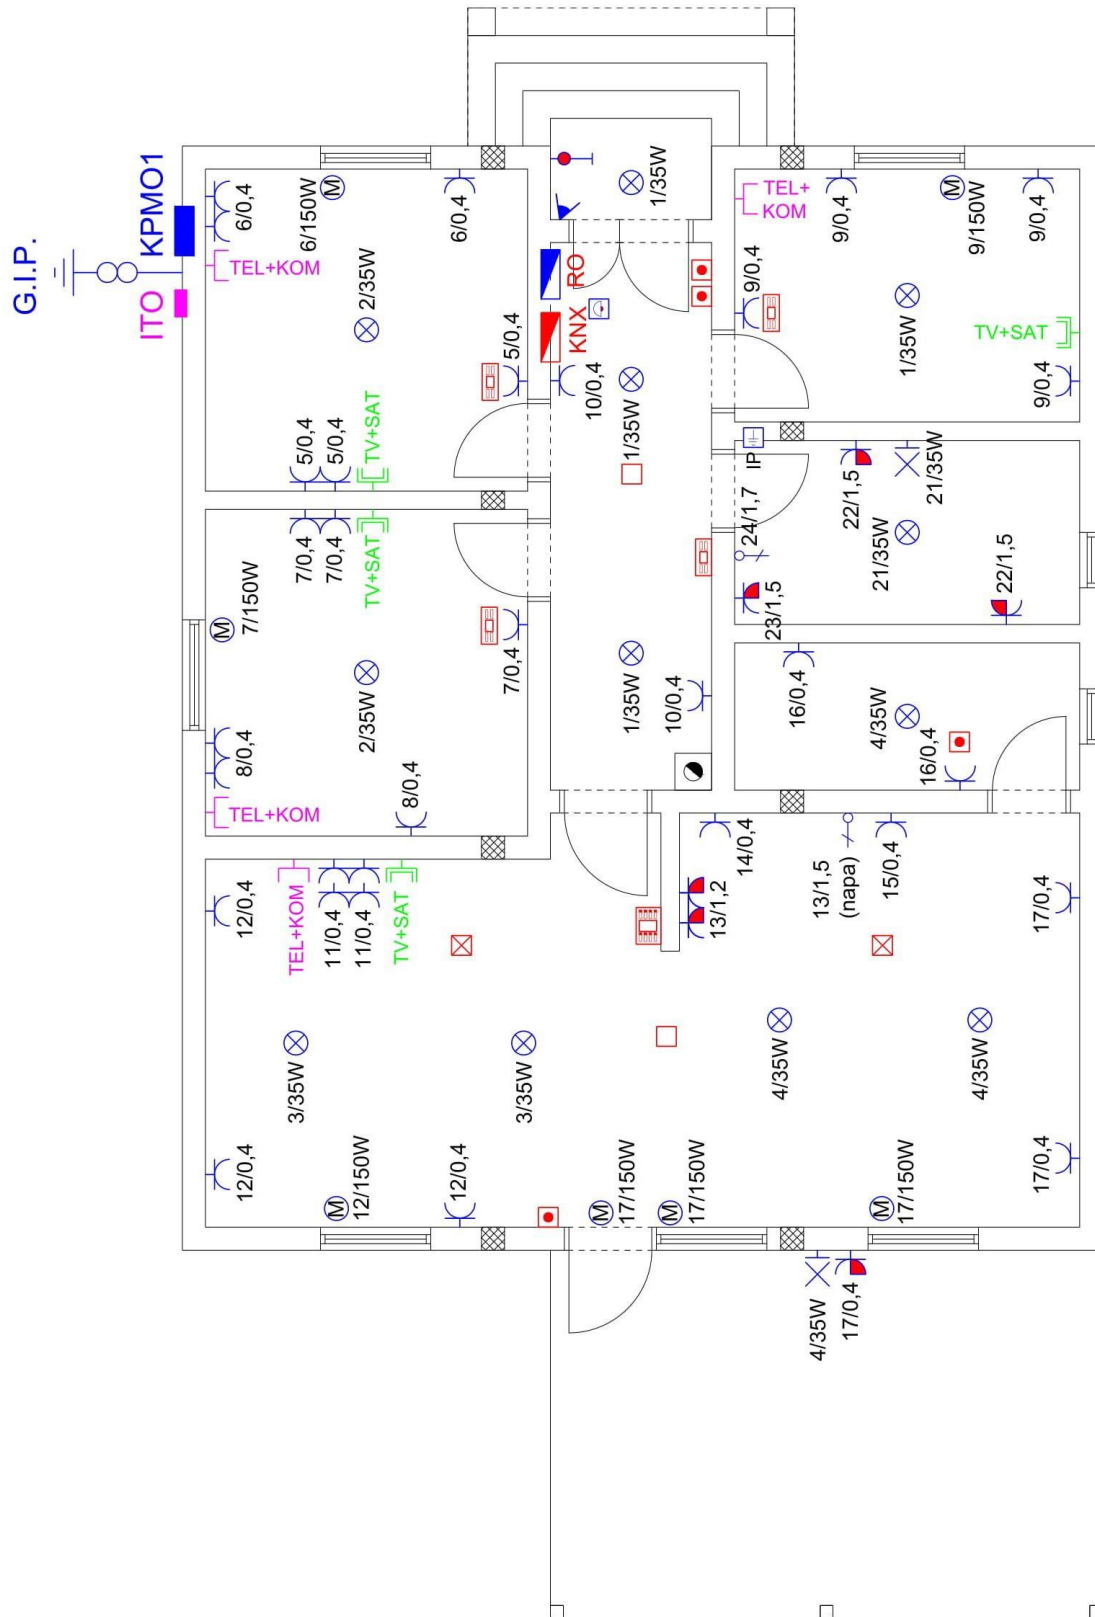 G.I.P.
ITO
KPMO1
6/0,4
6/150W
TEL+KOM
2/35W
6/0,4
5/0,4
5/0,4
TV+SAT
5/0,4
KNX
RO
1/35W
7/0,4
7/0,4
TV+SAT
7/150W
2/35W
7/0,4
8/0,4
TEL+KOM
8/0,4
10/0,4
1/35W
1/35W
10/0,4
9/0,4
TEL+
KOM
9/0,4
9/150W
9/0,4
1/35W
TV+SAT
9/0,4
IP
24/1,7
23/1,5
22/1,5
21/35W
21/35W
22/1,5
16/0,4
4/35W
16/0,4
12/0,4
TEL+KOM
11/0,4
11/0,4
TV+SAT
3/35W
3/35W
12/0,4
M
12/150W
12/0,4
M
17/150W
M
17/150W
M
17/150W
13/1,2
14/0,4
13/1,5
(napa)
15/0,4
17/0,4
4/35W
4/35W
17/0,4
4/35W
17/0,4
M
M
M